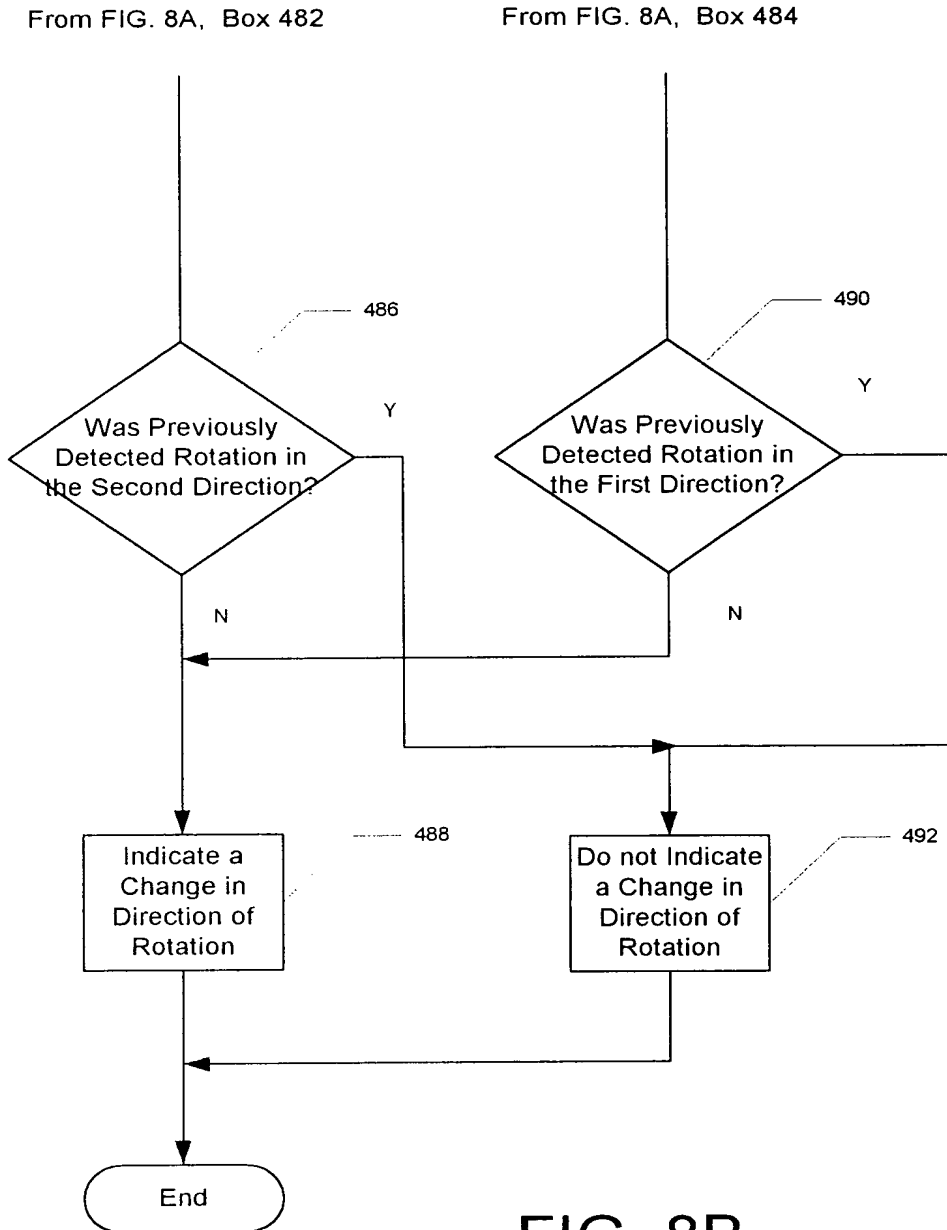 From FIG. 8A, Box 482
From FIG. 8A, Box 484
486
490
Was Previously
Detected Rotation in
the Second Direction?
Y
Was Previously
Detected Rotation in
the First Direction?
Y
N
N
Indicate a
Change in
Direction of
Rotation
488
Do not Indicate
a Change in
Direction of
Rotation
492
End
FIG. 8B